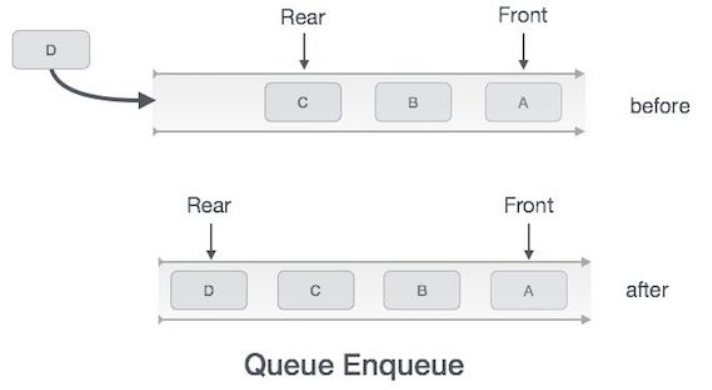 Rear Front
D
C B A
before
Rear Front
D C B A
after
Queue Enqueue